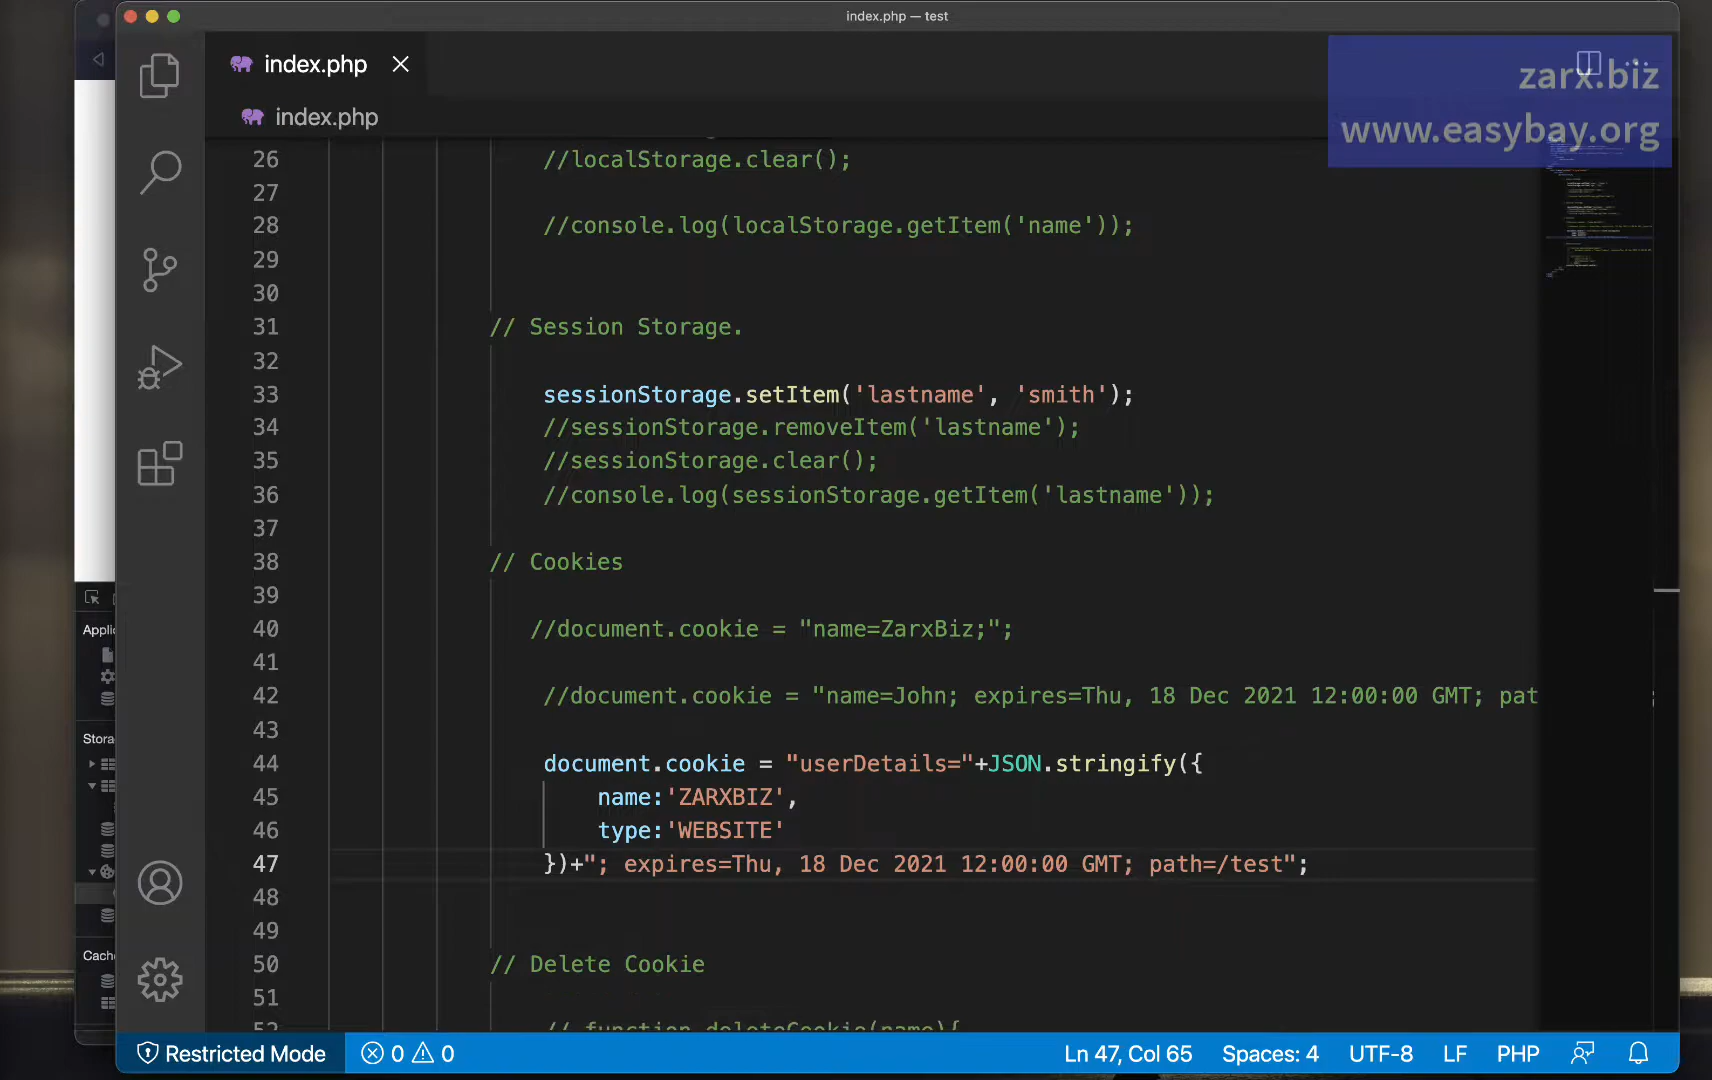 index.php — test
index.php
zarx.biz
index.php
www.easybay.org
26 //localStorage.clear();
27
28 //console.log(localStorage.getItem('name'));
29
30
31 // Session Storage.
32
33 sessionStorage.setItem('lastname', 'smith');
34 //sessionStorage.removeItem('lastname');
35 //sessionStorage.clear();
36 //console.log(sessionStorage.getItem('lastname'));
37
38 // Cookies
39
40 //document.cookie = "name=ZarxBiz;";
41
42 //document.cookie = "name=John; expires=Thu, 18 Dec 2021 12:00:00 GMT; pat
43
44 document.cookie = "userDetails="+JSON.stringify({
45 name:'ZARXBIZ',
46 type:'WEBSITE'
47 })+"; expires=Thu, 18 Dec 2021 12:00:00 GMT; path=/test";
48
49
50 // Delete Cookie
51
52 // function deleteCookie(name){
Appli
Stora
Cach
Restricted Mode 0 0 Ln 47, Col 65 Spaces: 4 UTF-8 LF PHP